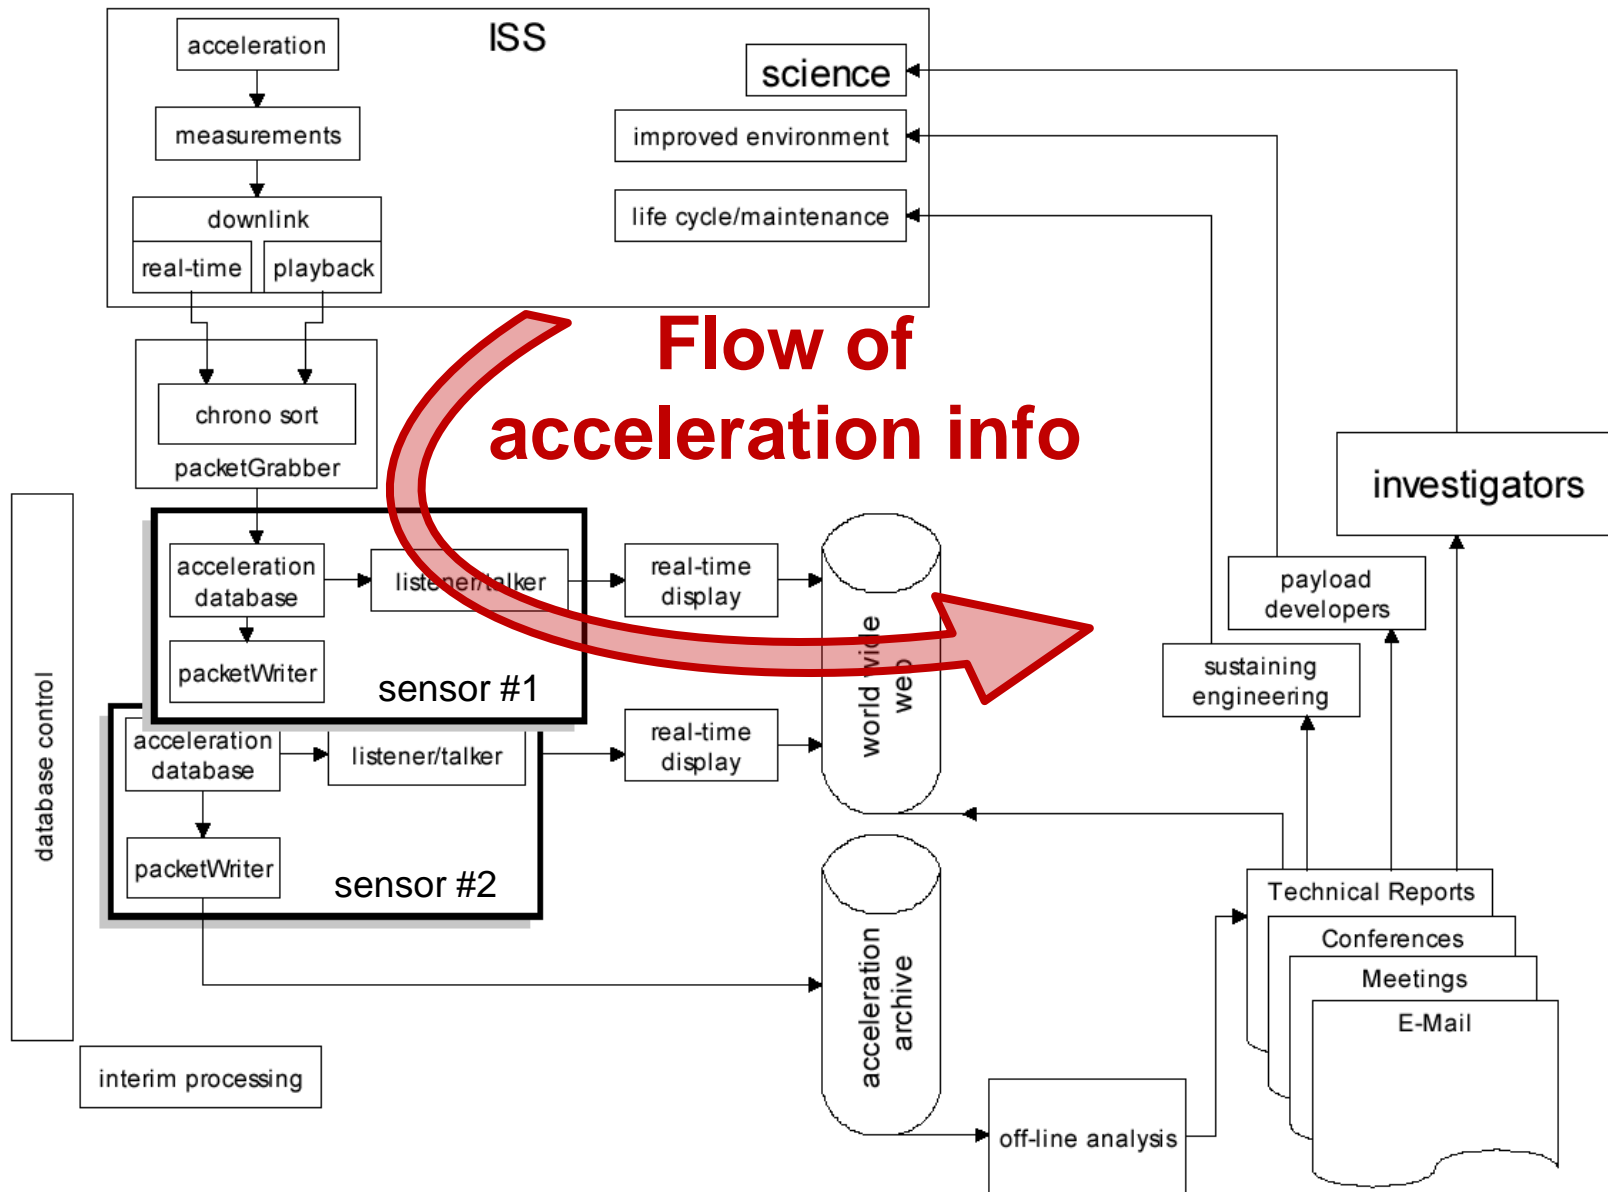 ISS
acceleration
measurements
downlink
real-time
playback
science
improved environment
life cycle/maintenance
Flow of
acceleration info
chrono sort
packetGrabber
investigators
database control
acceleration
database
listener/talker
packetWriter
sensor #1
real-time
display
acceleration
database
listener/talker
packetWriter
sensor #2
real-time
display
world wide
web
payload
developers
sustaining
engineering
acceleration
archive
Technical Reports
Conferences
Meetings
E-Mail
interim processing
off-line analysis